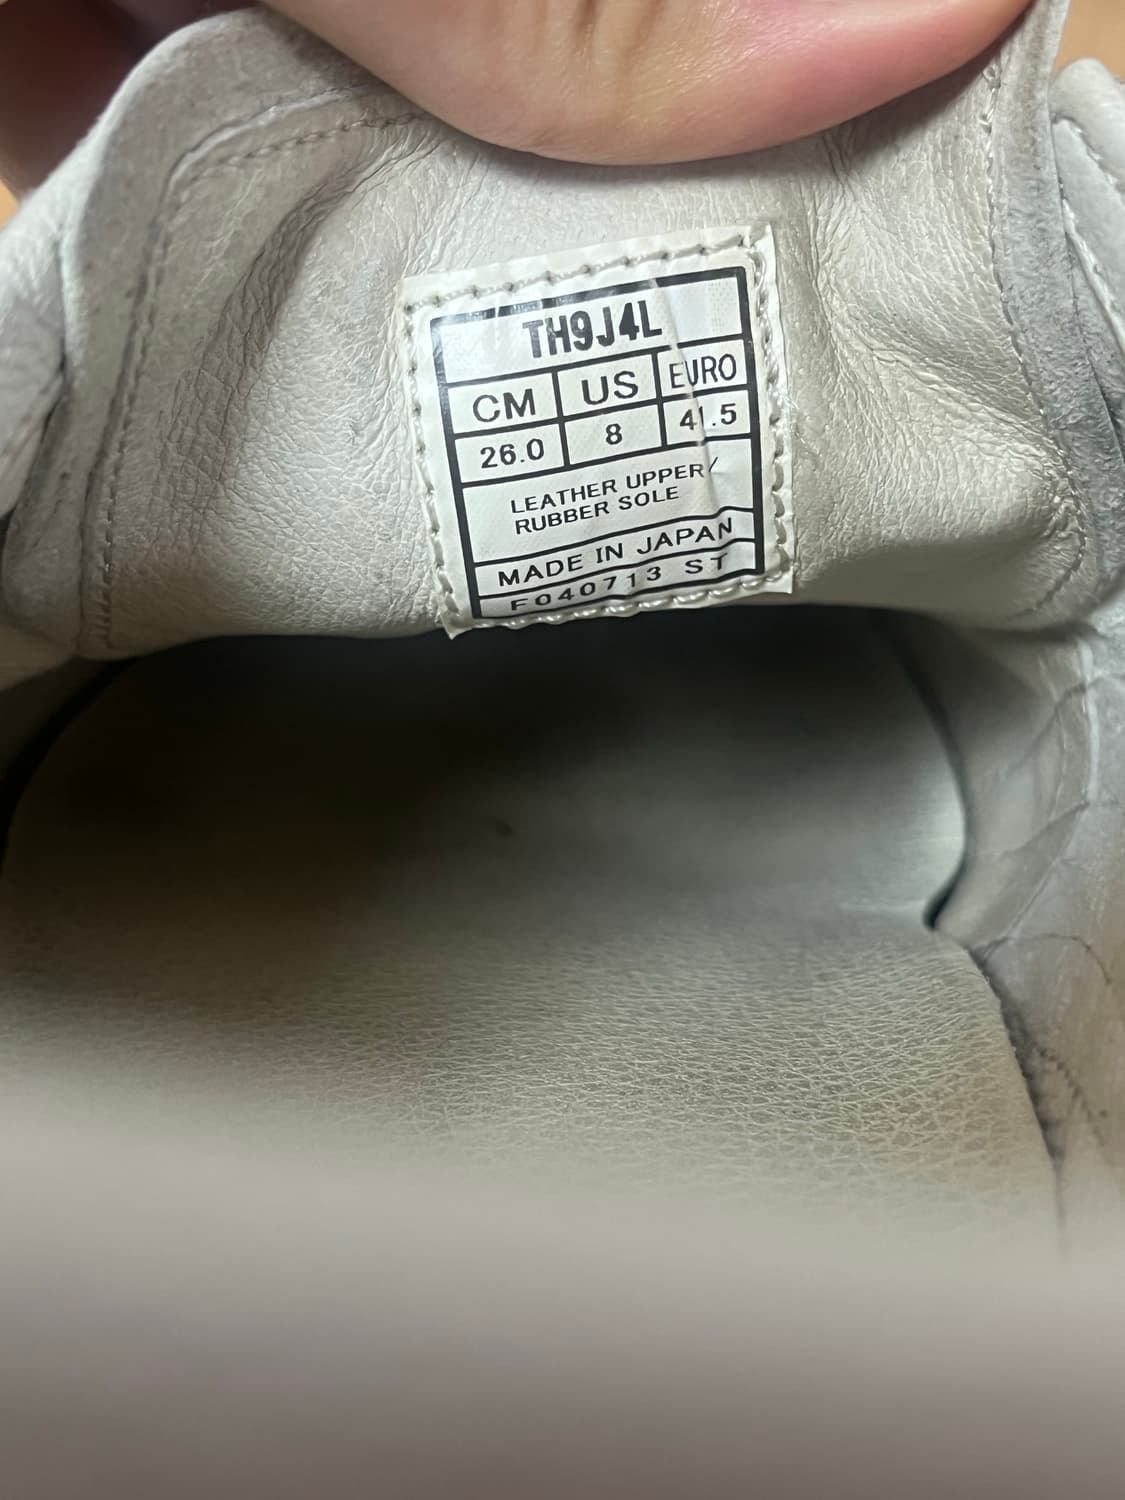 TH9J4L
CM US EURO
26.0 8 41.5
LEATHER UPPER/
RUBBER SOLE
MADE IN JAPAN
F040713 ST